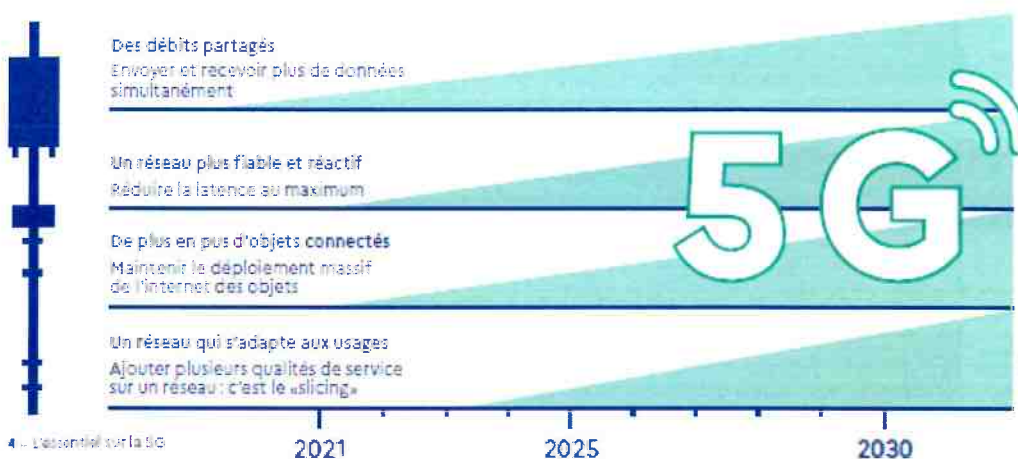 Des débits partagés
Envoyer et recevoir plus de données
simultanément
Un réseau plus fiable et réactif
Réduire la latence au maximum
De plus en pus d'objets connectés
Maintenir le déploiement massif
de l'internet des objets
Un réseau qui s'adapte aux usages
Ajouter plusieurs qualités de service
sur un réseau : c'est le «slicing»
5G
2021
2025
2030
4 – L'essentiel sur la 5G